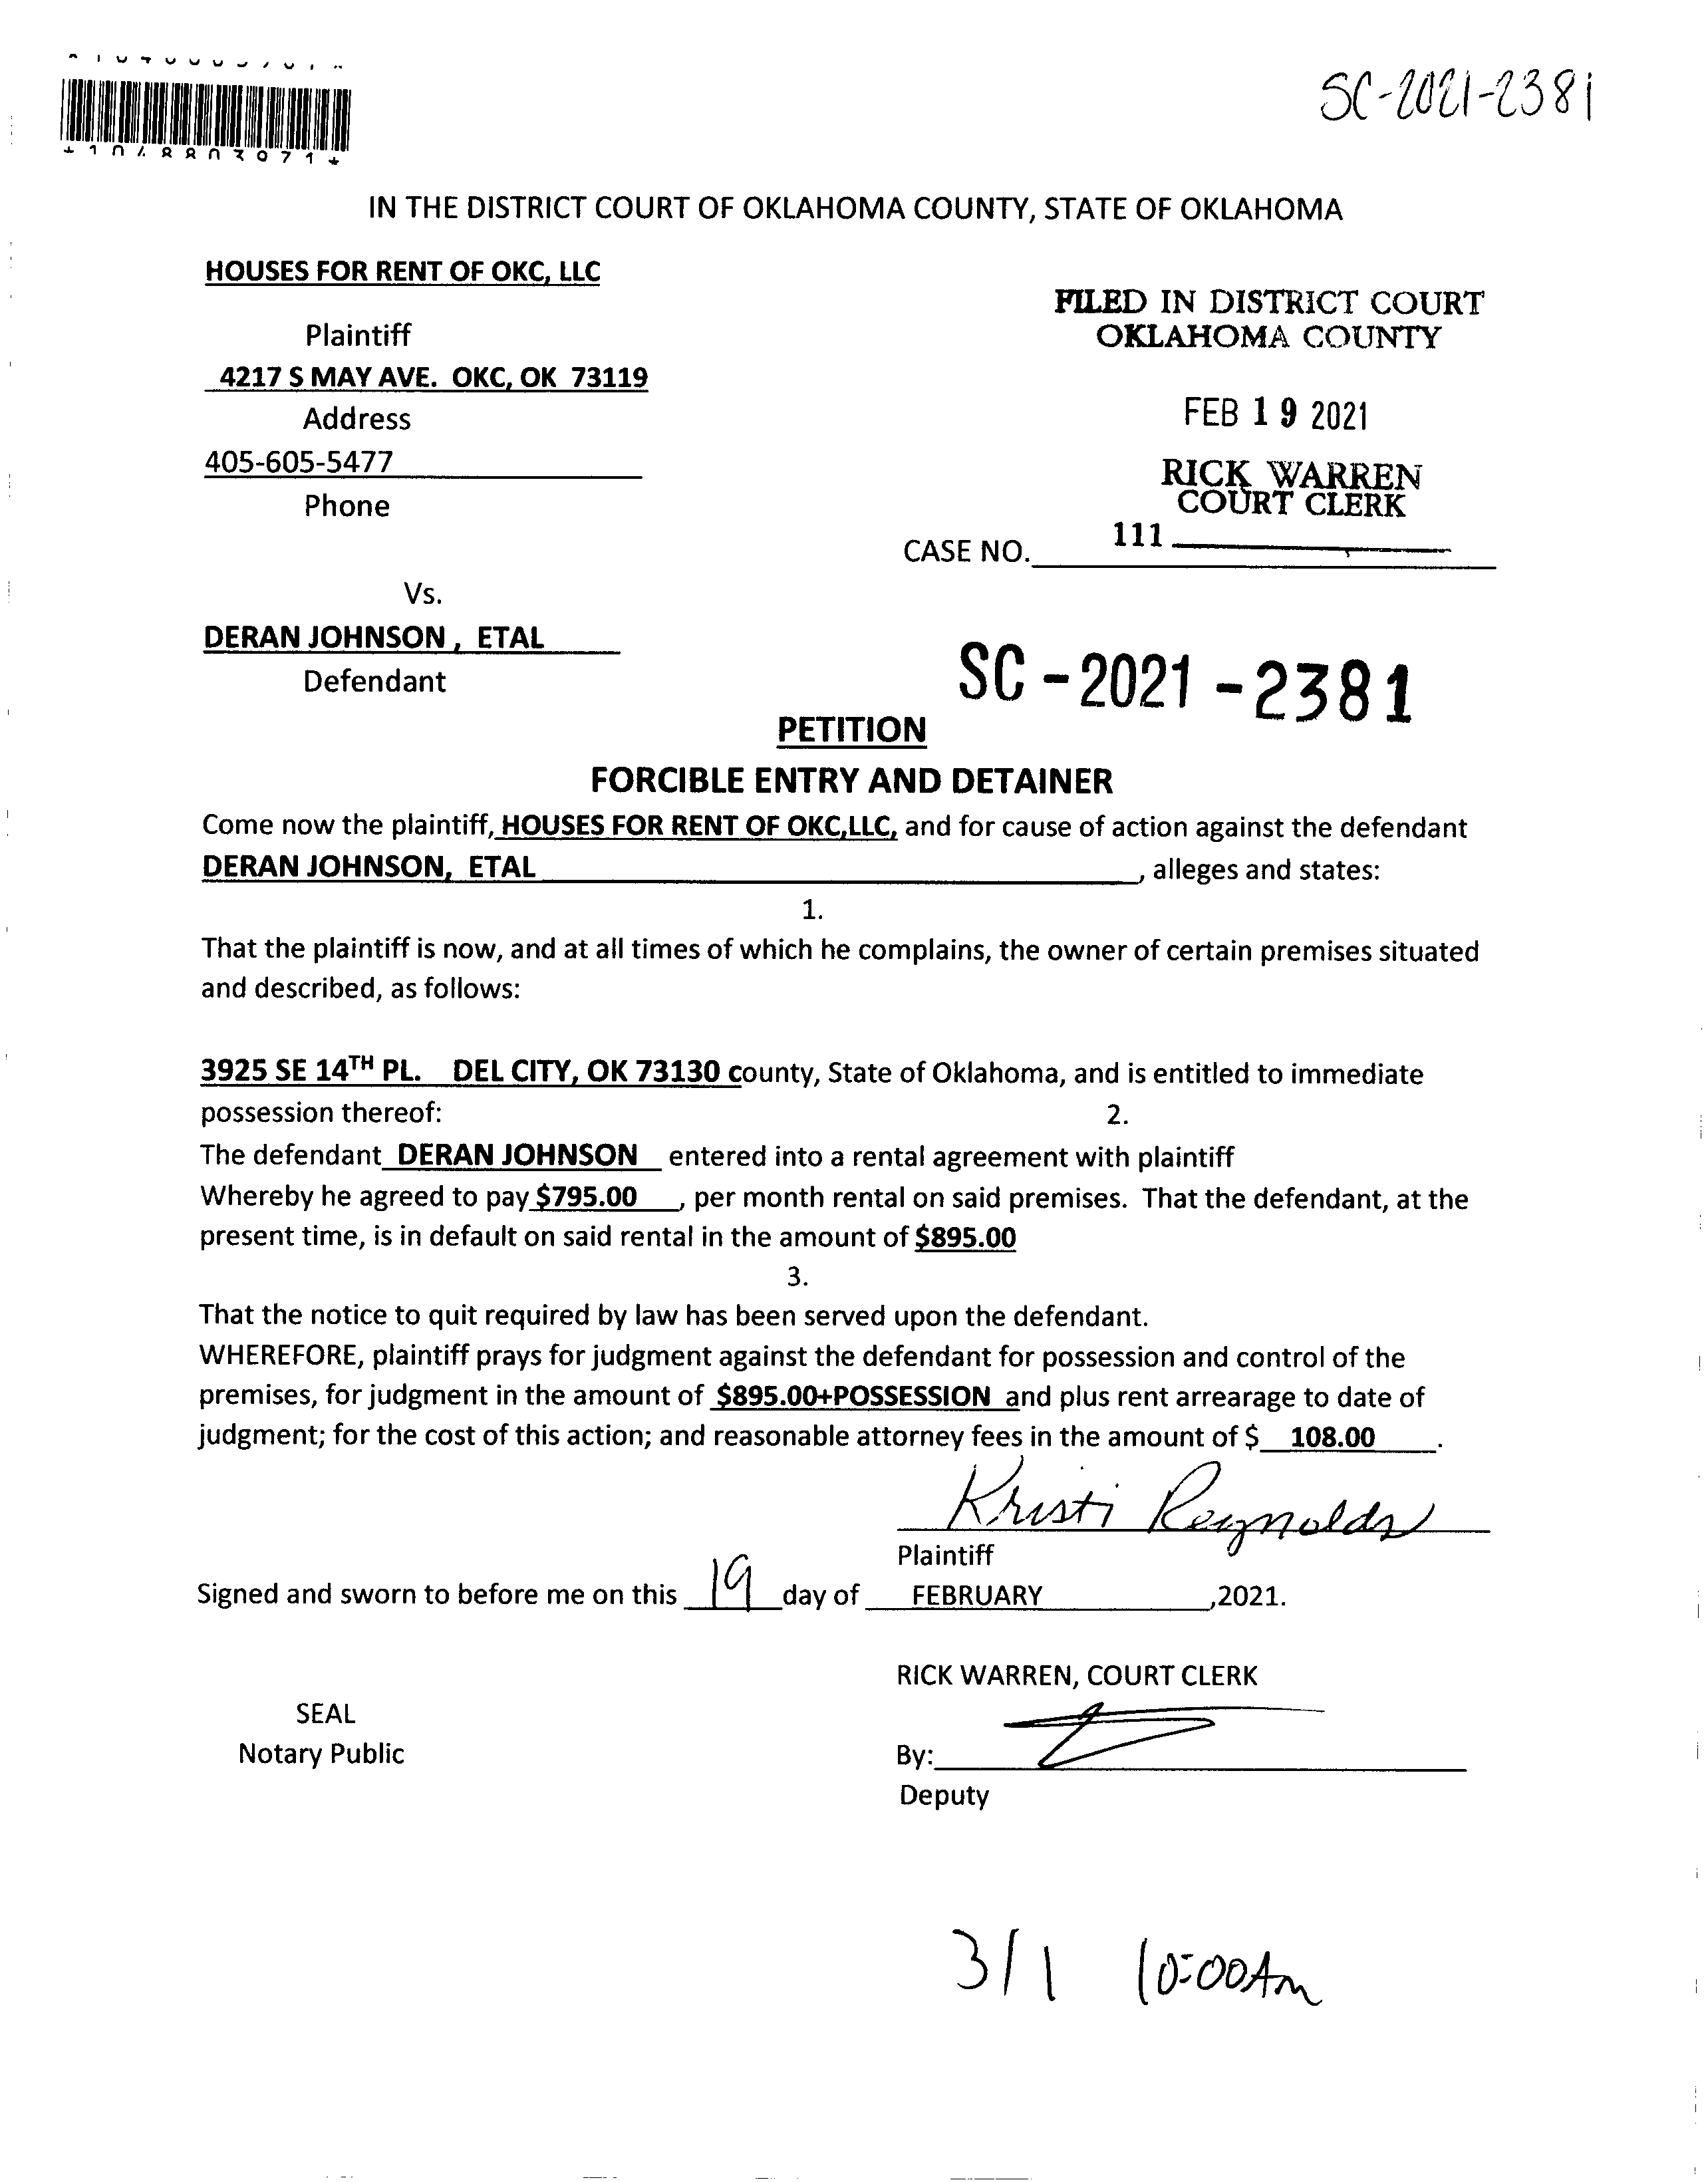 SC-2021-2381
*1048803971*
IN THE DISTRICT COURT OF OKLAHOMA COUNTY, STATE OF OKLAHOMA
HOUSES FOR RENT OF OKC, LLC
Plaintiff
4217 S MAY AVE. OKC, OK 73119
Address
405-605-5477
Phone
FILED IN DISTRICT COURT
OKLAHOMA COUNTY
FEB 19 2021
RICK WARREN
COURT CLERK
111
CASE NO.
Vs.
DERAN JOHNSON , ETAL
Defendant
SC - 2021 - 2381
PETITION
FORCIBLE ENTRY AND DETAINER
Come now the plaintiff, HOUSES FOR RENT OF OKC,LLC, and for cause of action against the defendant
DERAN JOHNSON, ETAL , alleges and states:
1.
That the plaintiff is now, and at all times of which he complains, the owner of certain premises situated
and described, as follows:
3925 SE 14TH PL. DEL CITY, OK 73130 county, State of Oklahoma, and is entitled to immediate
possession thereof: 2.
The defendant DERAN JOHNSON entered into a rental agreement with plaintiff
Whereby he agreed to pay $795.00 , per month rental on said premises. That the defendant, at the
present time, is in default on said rental in the amount of $895.00
3.
That the notice to quit required by law has been served upon the defendant.
WHEREFORE, plaintiff prays for judgment against the defendant for possession and control of the
premises, for judgment in the amount of $895.00+POSSESSION and plus rent arrearage to date of
judgment; for the cost of this action; and reasonable attorney fees in the amount of $ 108.00 .
Kristi Reynolds
Plaintiff
Signed and sworn to before me on this 19 day of FEBRUARY ,2021.
RICK WARREN, COURT CLERK
SEAL
Notary Public
By:
Deputy
3/1 10:00Am